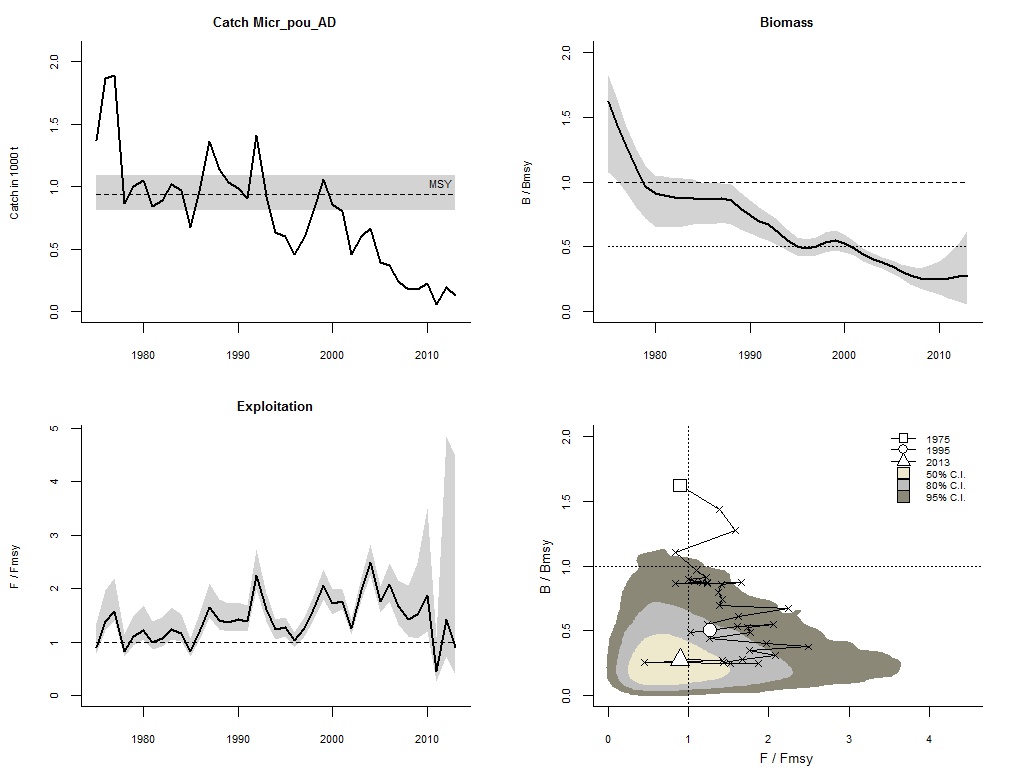 Catch Micr_pou_AD
Catch in 1000 t
2.0
1.5
1.0
0.5
0.0
MSY
1980 1990 2000 2010
Biomass
B / Bmsy
2.0
1.5
1.0
0.5
0.0
1980 1990 2000 2010
Exploitation
F / Fmsy
5
4
3
2
1
0
1980 1990 2000 2010
B / Bmsy
2.0
1.5
1.0
0.5
0.0
1975
1995
2013
50% C.I.
80% C.I.
95% C.I.
0 1 2 3 4
F / Fmsy